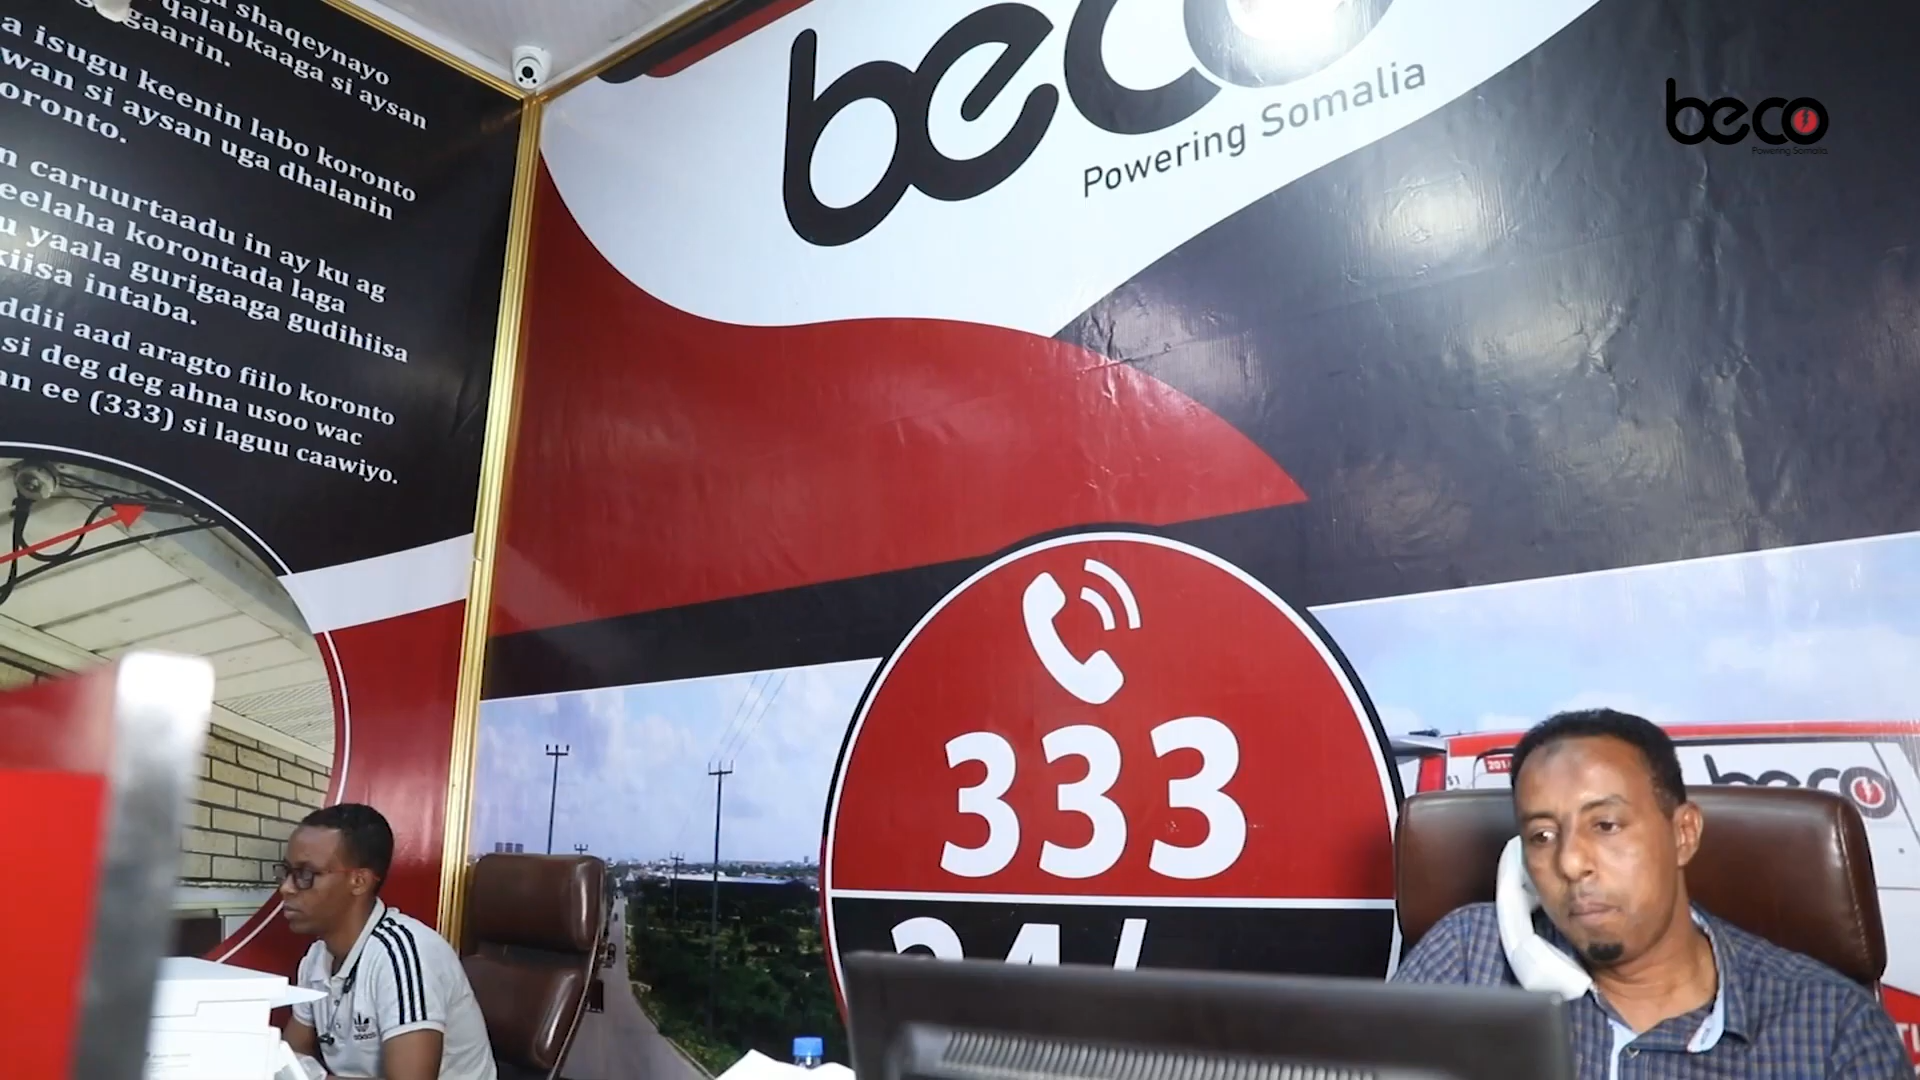 shaqeynayo
qalabkaaga si aysan
gaarin.
a isugu keenin labo koronto
wan si aysan uga dhalanin
oronto.
n caruurtaadu in ay ku ag
eelaha korontada laga
u yaala gurigaaga gudihiisa
kiisa intaba.
ddii aad aragto fiilo koronto
si deg deg ahna usoo wac
an ee (333) si laguu caawiyo.
beco
Powering Somalia
beco
Powering Somalia
333
24/
beco
adidas